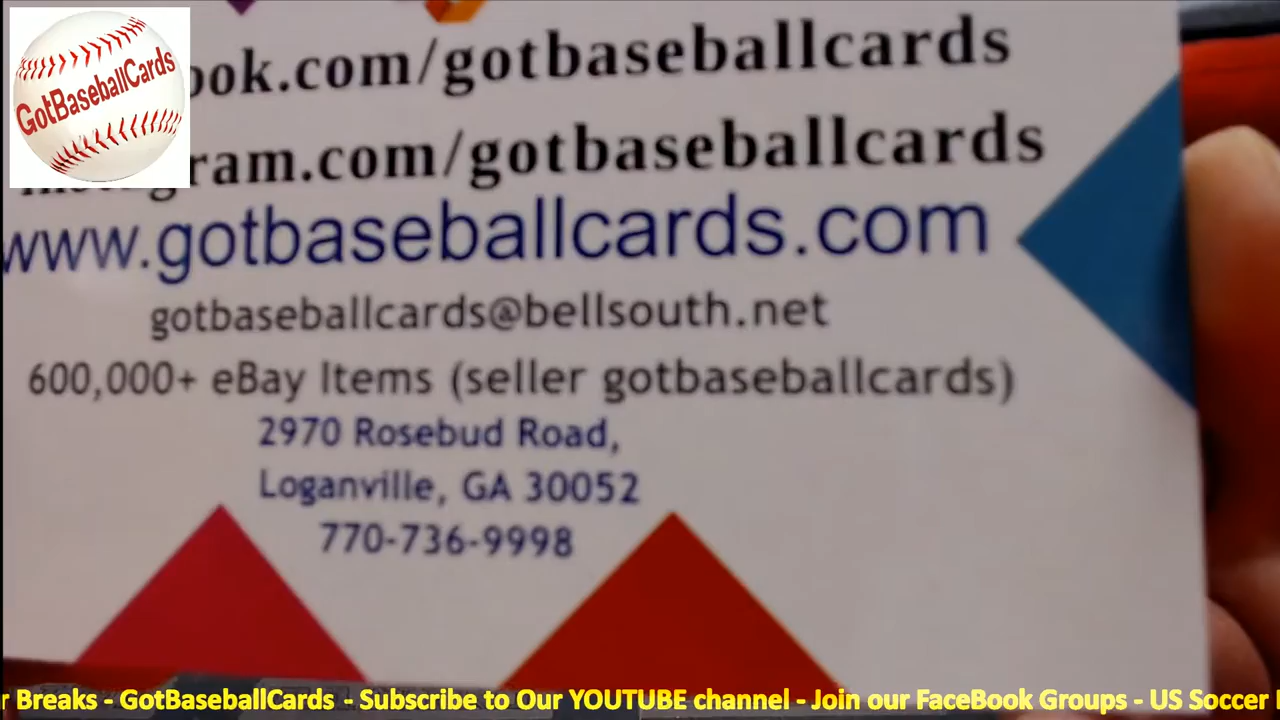 GotBaseballCards
ook.com/gotbaseballcards
ram.com/gotbaseballcards
www.gotbaseballcards.com
gotbaseballcards@bellsouth.net
600,000+ eBay Items (seller gotbaseballcards)
2970 Rosebud Road,
Loganville, GA 30052
770-736-9998
r Breaks - GotBaseballCards - Subscribe to Our YOUTUBE channel - Join our FaceBook Groups - US Soccer